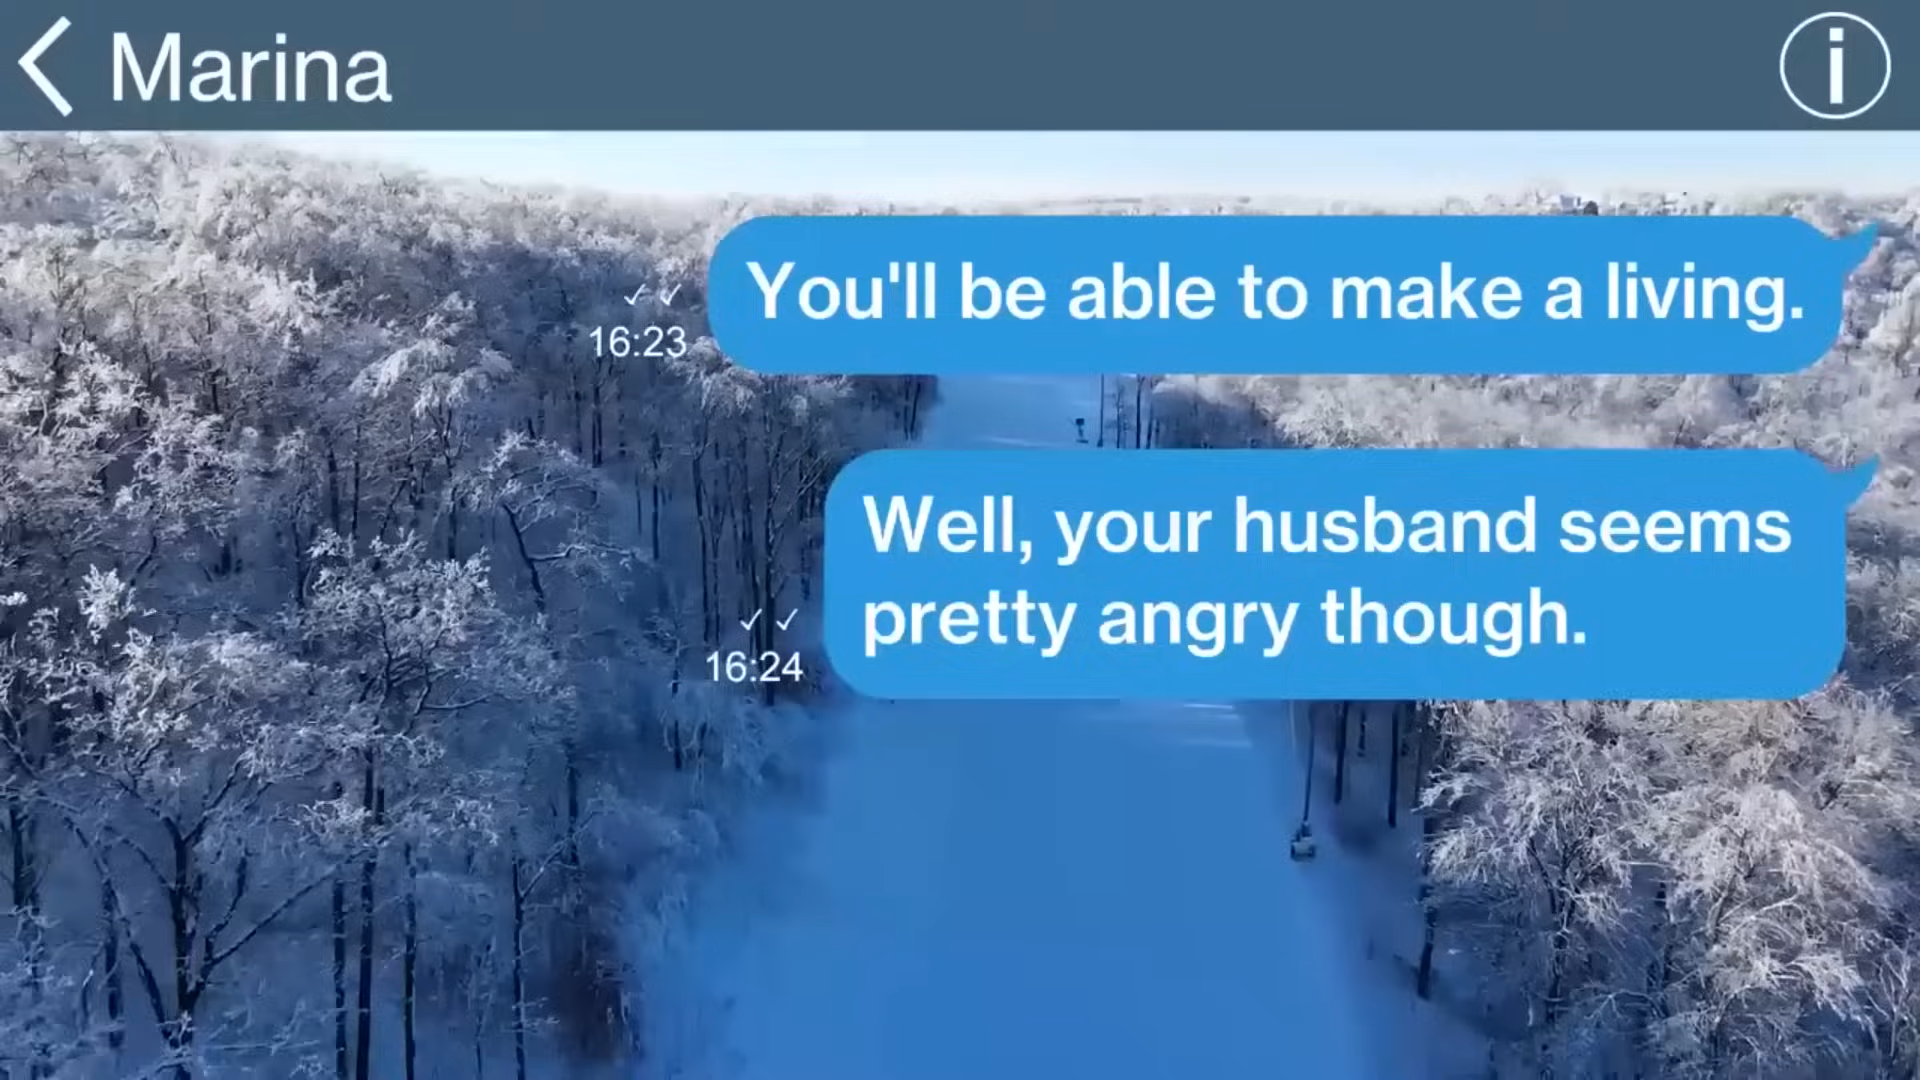 Marina
You'll be able to make a living.
16:23
Well, your husband seems
pretty angry though.
16:24